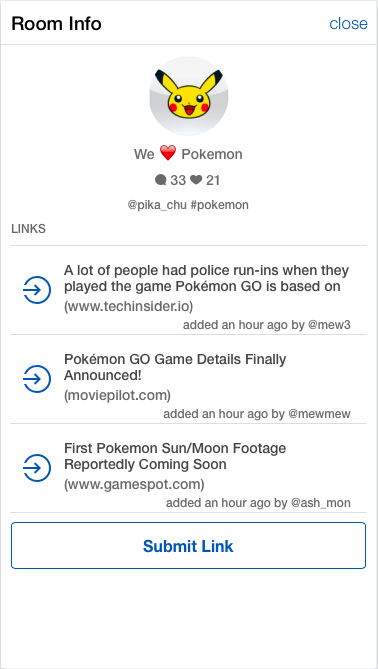 Room Info
close
We ❤️ Pokemon
33 21
@pika_chu #pokemon
LINKS
A lot of people had police run-ins when they
played the game Pokémon GO is based on
(www.techinsider.io)
added an hour ago by @mew3
Pokémon GO Game Details Finally
Announced!
(moviepilot.com)
added an hour ago by @mewmew
First Pokemon Sun/Moon Footage
Reportedly Coming Soon
(www.gamespot.com)
added an hour ago by @ash_mon
Submit Link